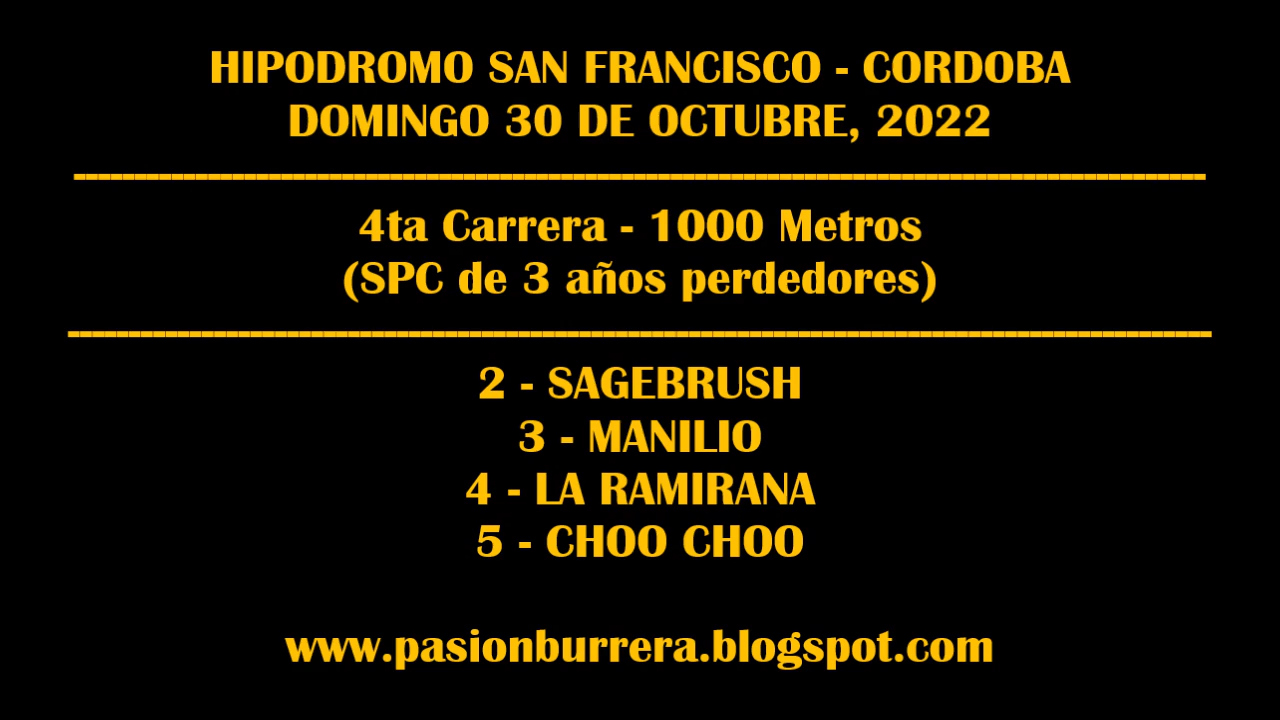 HIPODROMO SAN FRANCISCO - CORDOBA
DOMINGO 30 DE OCTUBRE, 2022
4ta Carrera - 1000 Metros
(SPC de 3 años perdedores)
2 - SAGEBRUSH
3 - MANILIO
4 - LA RAMIRANA
5 - CHOO CHOO
www.pasionburrera.blogspot.com